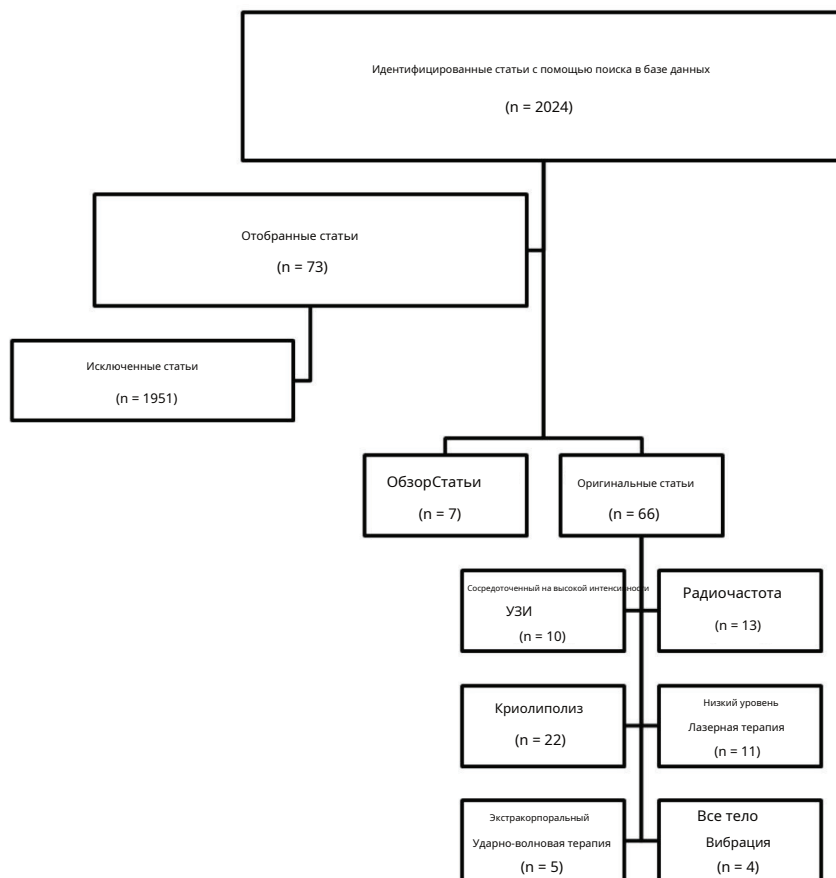 Идентифицированные статьи с помощью поиска в базе данных
(n = 2024)
Отобранные статьи
(n = 73)
Исключенные статьи
(n = 1951)
ОбзорСтатьи
(n = 7)
Оригинальные статьи
(n = 66)
Сосредоточенный на высокой интенсивности
УЗИ
(n = 10)
Радиочастота
(n = 13)
Криолиполиз
(n = 22)
Низкий уровень
Лазерная терапия
(n = 11)
Экстракорпоральный
Ударно-волновая терапия
(n = 5)
Все тело
Вибрация
(n = 4)